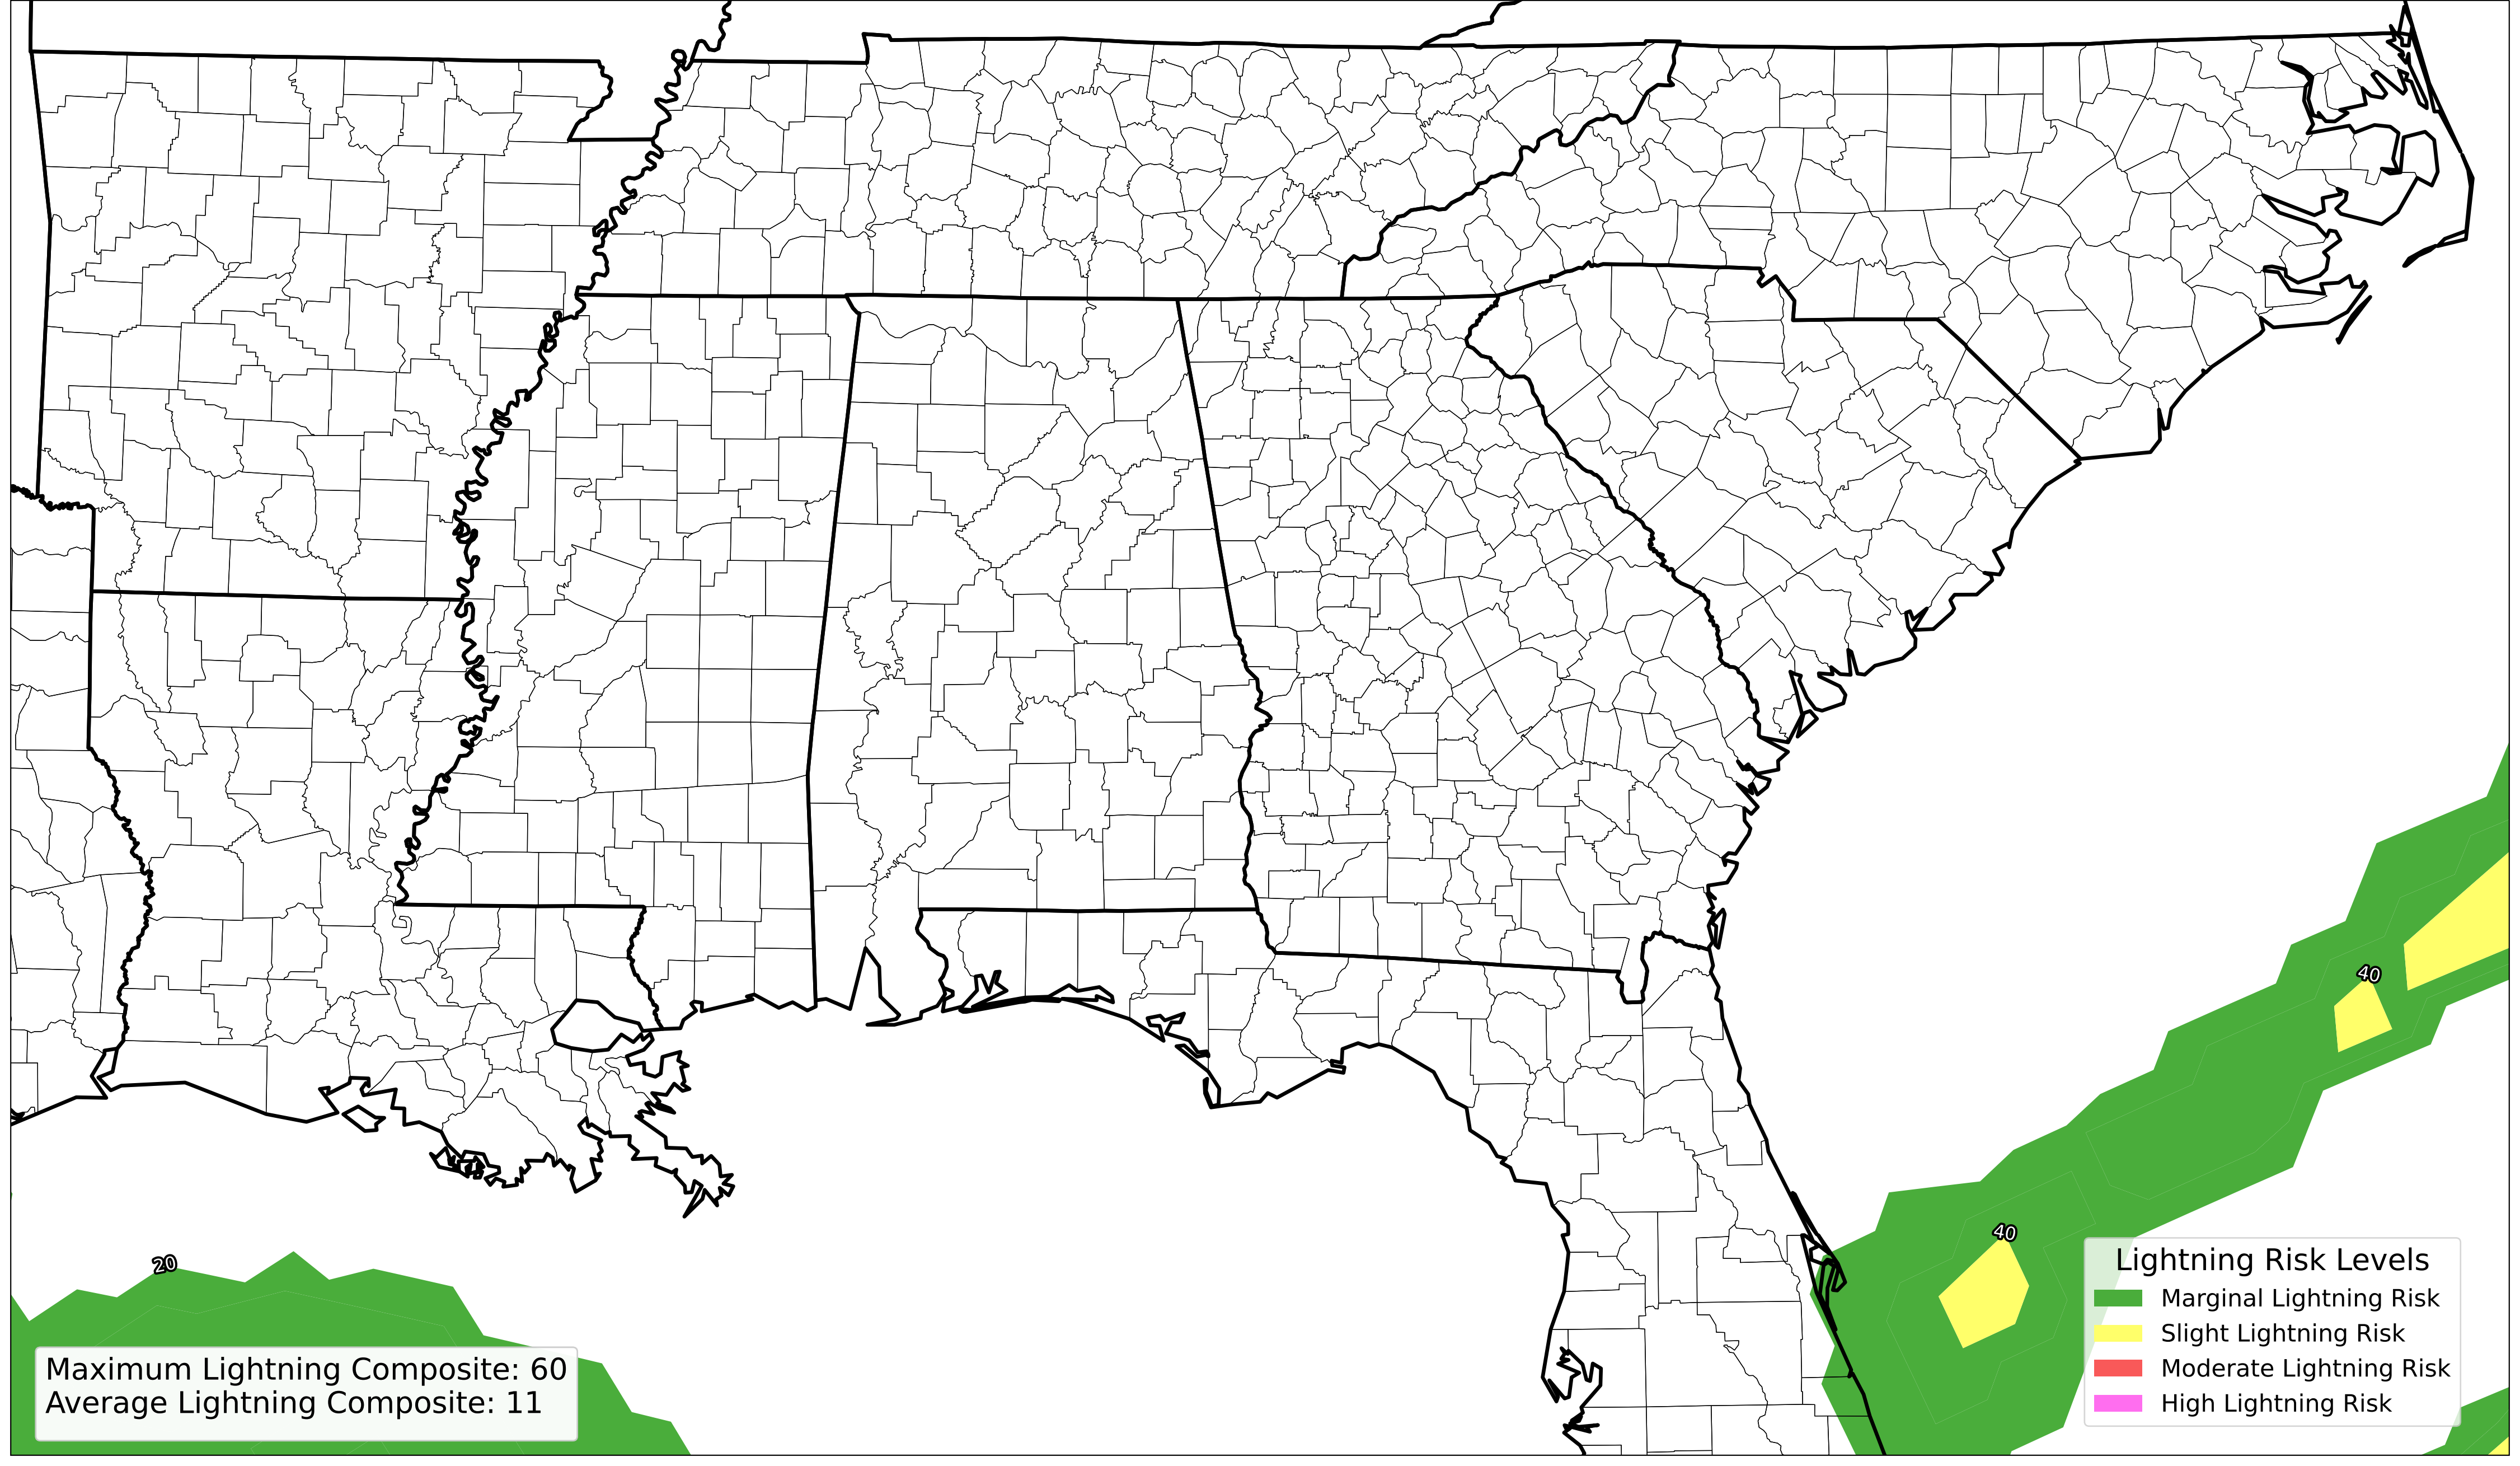 40
40
20
Lightning Risk Levels
Marginal Lightning Risk
Slight Lightning Risk
Moderate Lightning Risk
High Lightning Risk
Maximum Lightning Composite: 60
Average Lightning Composite: 11